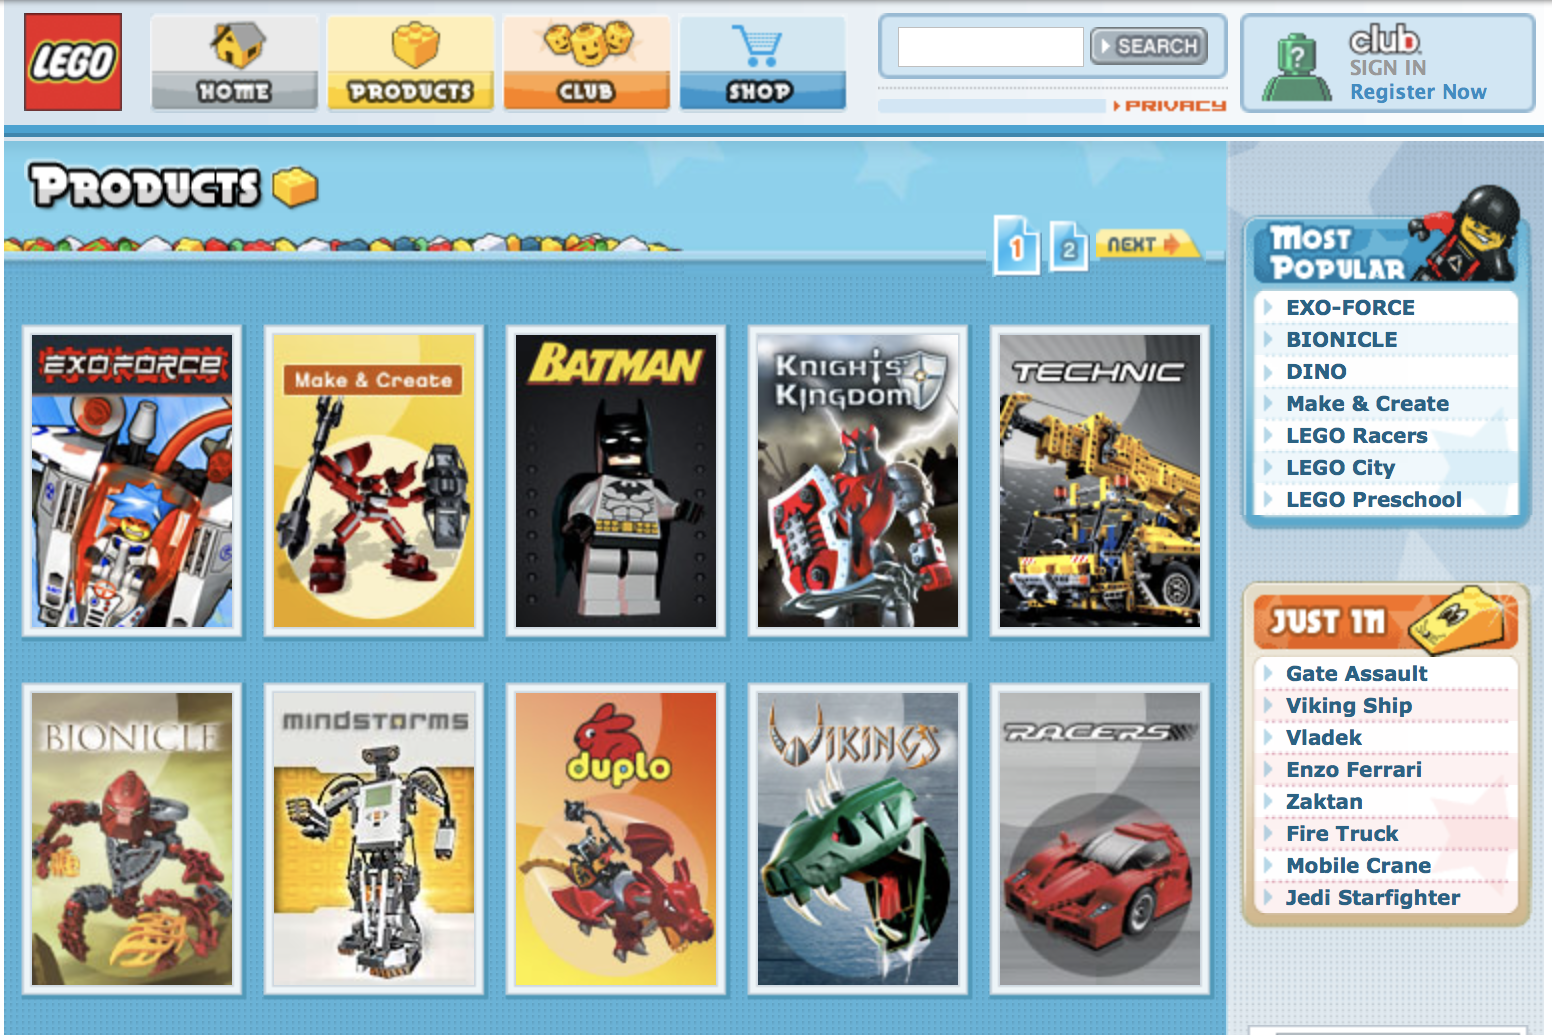 LEGO
HOME
PRODUCTS
CLUB
SHOP
SEARCH
PRIVACY
club
SIGN IN
Register Now
PRODUCTS
1
2
NEXT
EXOFORCE
Make & Create
BATMAN
KNIGHTS
KINGDOM
TECHNIC
BIONICLE
mindstorms
duplo
VIKINGS
RACERS
MOST
POPULAR
EXO-FORCE
BIONICLE
DINO
Make & Create
LEGO Racers
LEGO City
LEGO Preschool
JUST IN
Gate Assault
Viking Ship
Vladek
Enzo Ferrari
Zaktan
Fire Truck
Mobile Crane
Jedi Starfighter